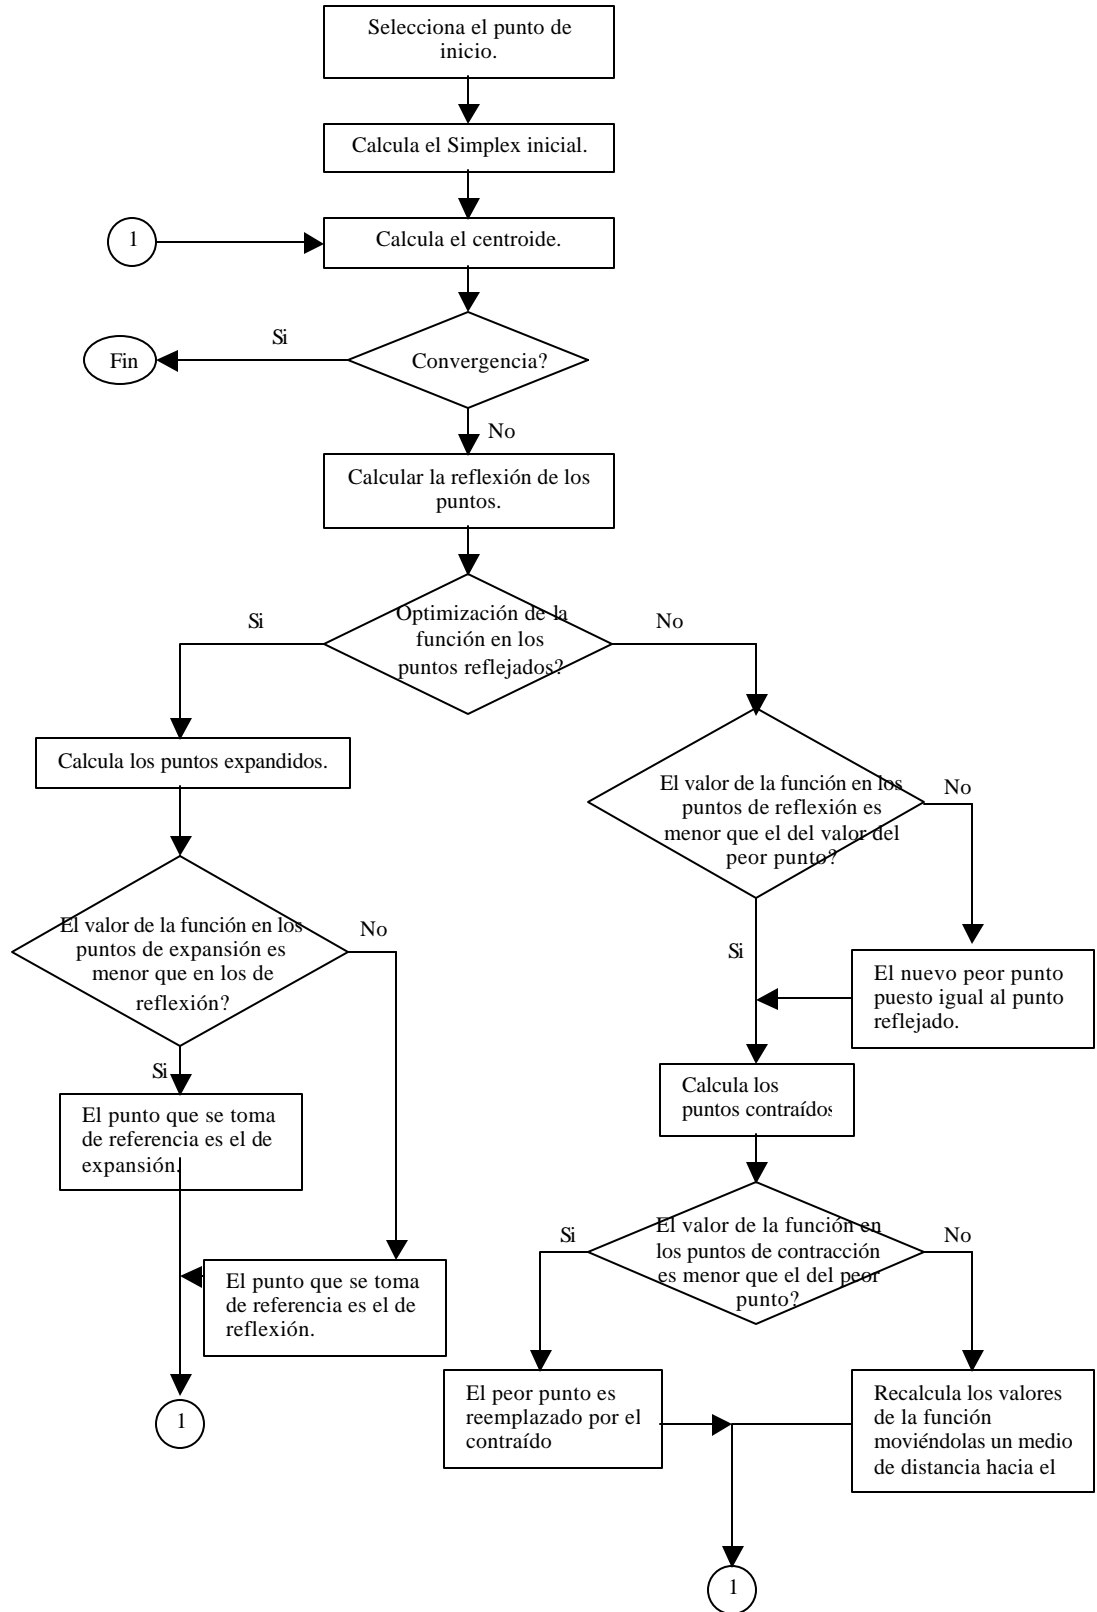 Selecciona el punto de
inicio.
Calcula el Simplex inicial.
1
Calcula el centroide.
Si
Fin
Convergencia?
No
Calcular la reflexión de los
puntos.
Si
Optimización de la
función en los
puntos reflejados?
No
Calcula los puntos expandidos.
El valor de la función en los
puntos de reflexión es
menor que el del valor del
peor punto?
No
El valor de la función en los
puntos de expansión es
menor que en los de
reflexión?
No
Si
El nuevo peor punto
puesto igual al punto
reflejado.
Si
El punto que se toma
de referencia es el de
expansión.
Calcula los
puntos contraídos
El punto que se toma
de referencia es el de
reflexión.
Si
El valor de la función en
los puntos de contracción
es menor que el del peor
punto?
No
1
El peor punto es
reemplazado por el
contraído
Recalcula los valores
de la función
moviéndolas un medio
de distancia hacia el
1